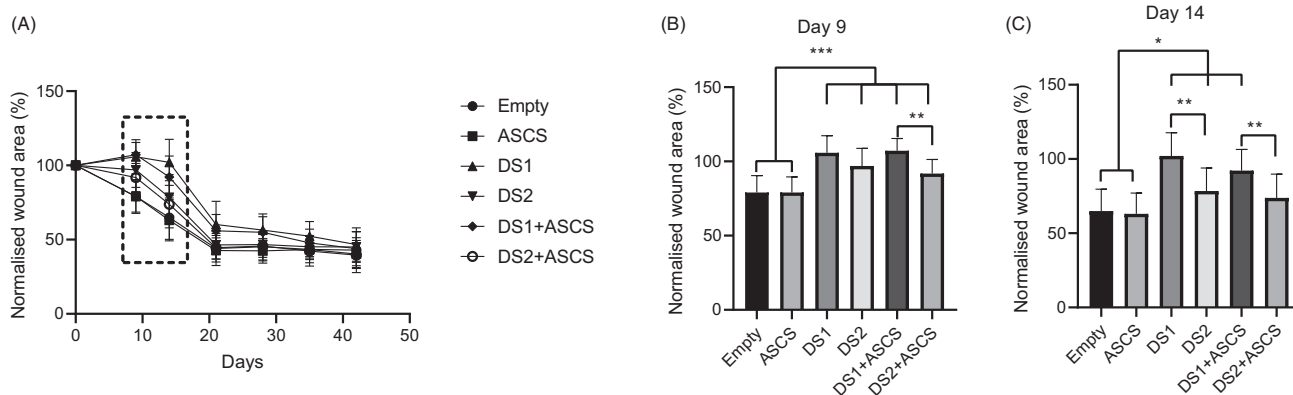 (A)
Normalised wound area (%)
150
100
50
0
0 10 20 30 40 50
Days
Empty
ASCS
DS1
DS2
DS1+ASCS
DS2+ASCS
(B)
Day 9
***
**
Normalised wound area (%)
150
100
50
0
Empty
ASCS
DS1
DS2
DS1+ASCS
DS2+ASCS
(C)
Day 14
*
**
**
Normalised wound area (%)
150
100
50
0
Empty
ASCS
DS1
DS2
DS1+ASCS
DS2+ASCS